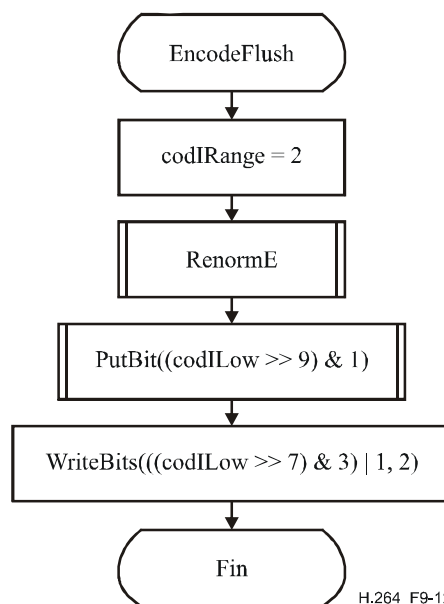 EncodeFlush
codIRange = 2
RenormE
PutBit((codILow >> 9) & 1)
WriteBits(((codILow >> 7) & 3) | 1, 2)
Fin